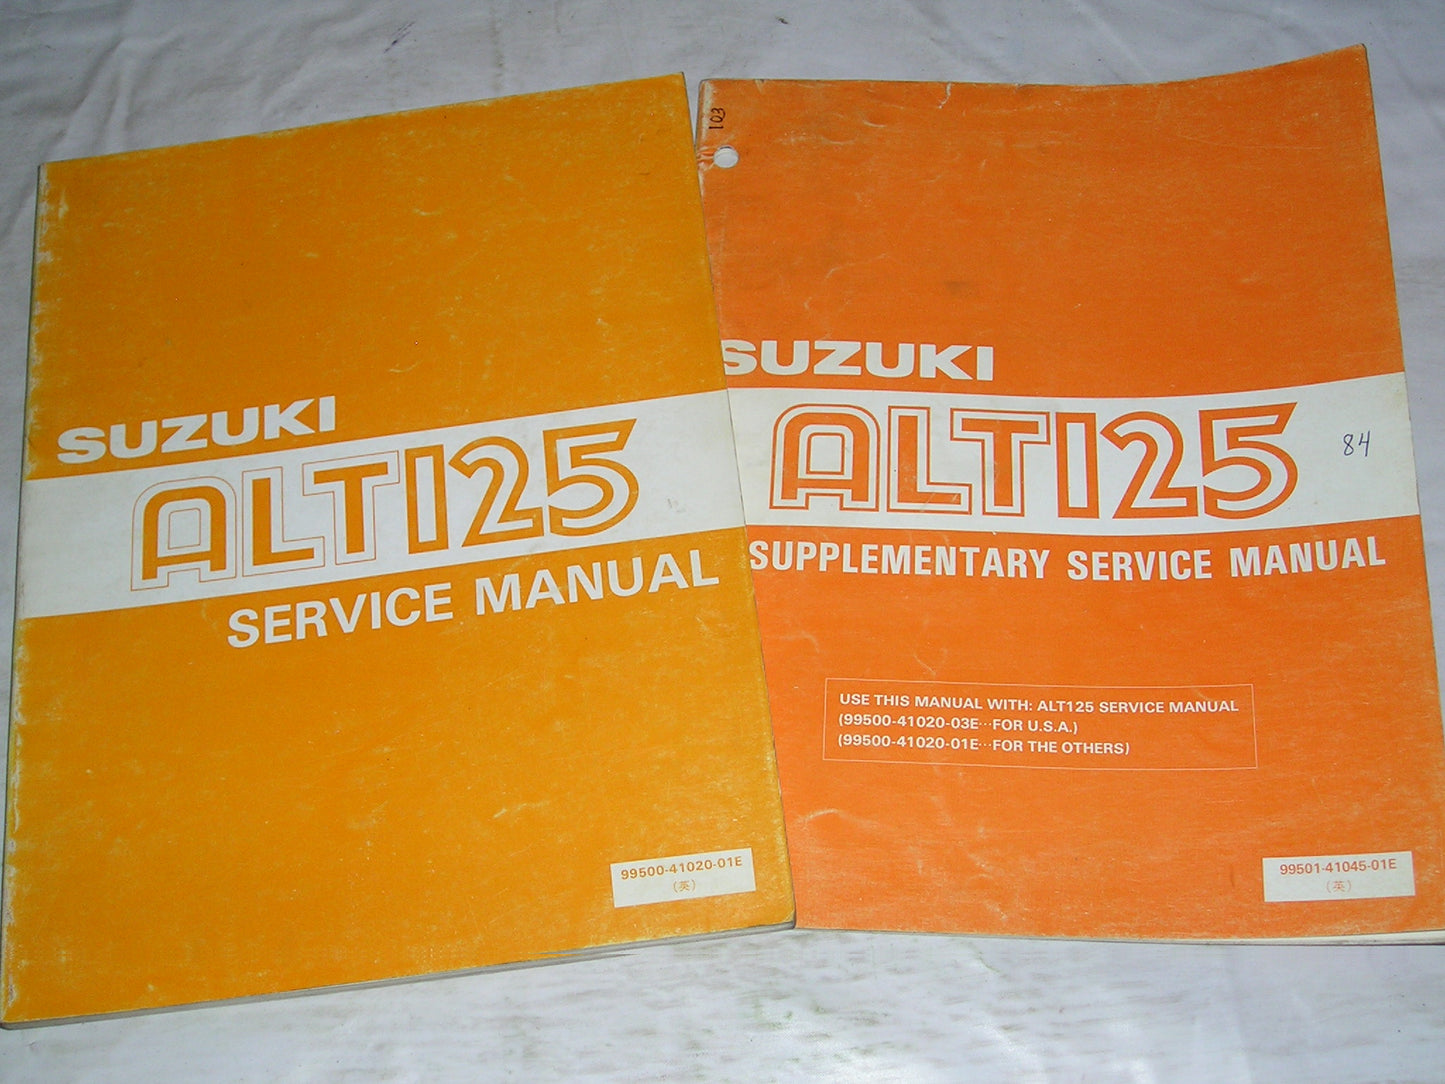 SUZUKI
ALT125
SERVICE MANUAL
99500-41020-01E
(英)
103
SUZUKI
ALT125
84
SUPPLEMENTARY SERVICE MANUAL
USE THIS MANUAL WITH: ALT125 SERVICE MANUAL
(99500-41020-03E···FOR U.S.A.)
(99500-41020-01E···FOR THE OTHERS)
99501-41045-01E
(英)